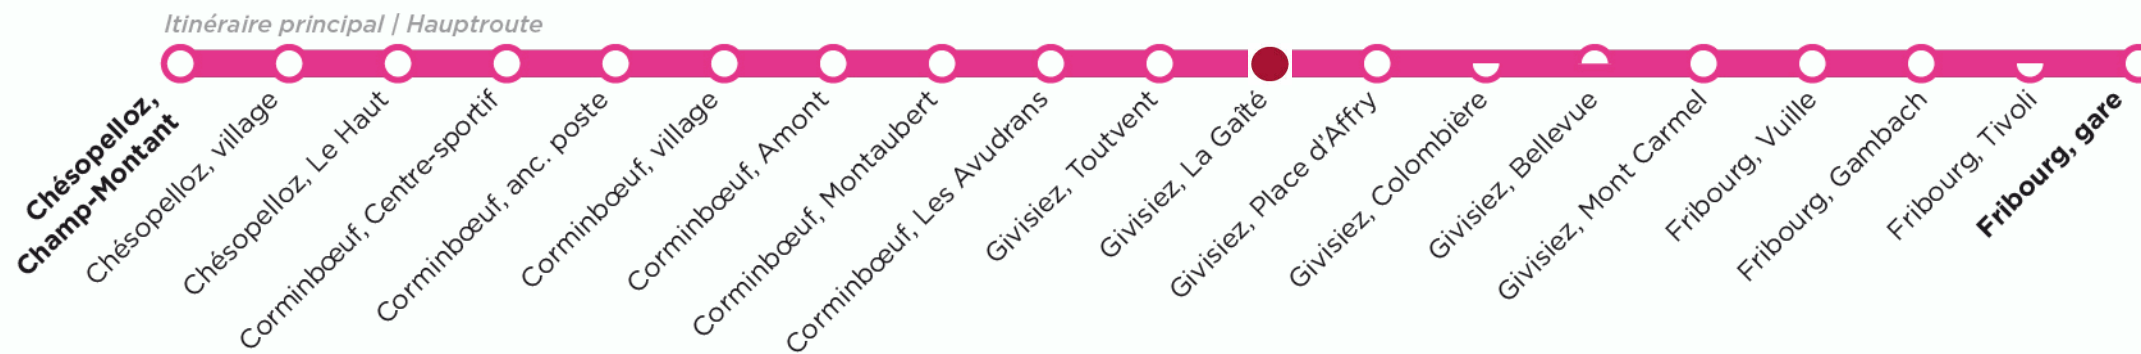 Itinéraire principal | Hauptroute
Chésopelloz,
Champ-Montant
Chésopelloz, village
Chésopelloz, Le Haut
Corminbœuf, Centre-sportif
Corminbœuf, anc. poste
Corminbœuf, village
Corminbœuf, Amont
Corminbœuf, Montaubert
Corminbœuf, Les Avudrans
Givisiez, Toutvent
Givisiez, La Gaîté
Givisiez, Place d'Affry
Givisiez, Colombière
Givisiez, Bellevue
Givisiez, Mont Carmel
Fribourg, Vuille
Fribourg, Gambach
Fribourg, Tivoli
Fribourg, gare